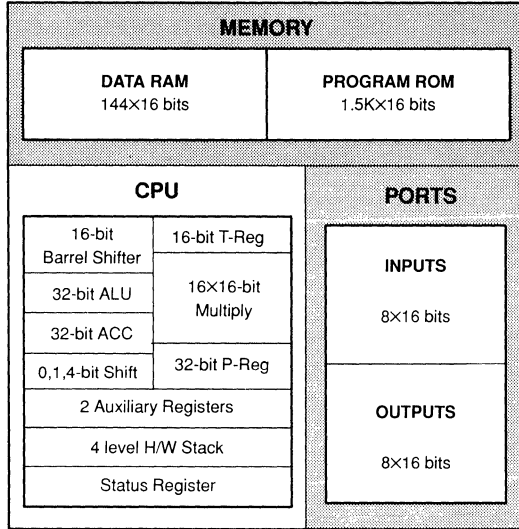 MEMORY
DATA RAM
144×16 bits
PROGRAM ROM
1.5K×16 bits
CPU
16-bit
Barrel Shifter
32-bit ALU
32-bit ACC
0,1,4-bit Shift
16-bit T-Reg
16×16-bit
Multiply
32-bit P-Reg
2 Auxiliary Registers
4 level H/W Stack
Status Register
PORTS
INPUTS
8×16 bits
OUTPUTS
8×16 bits